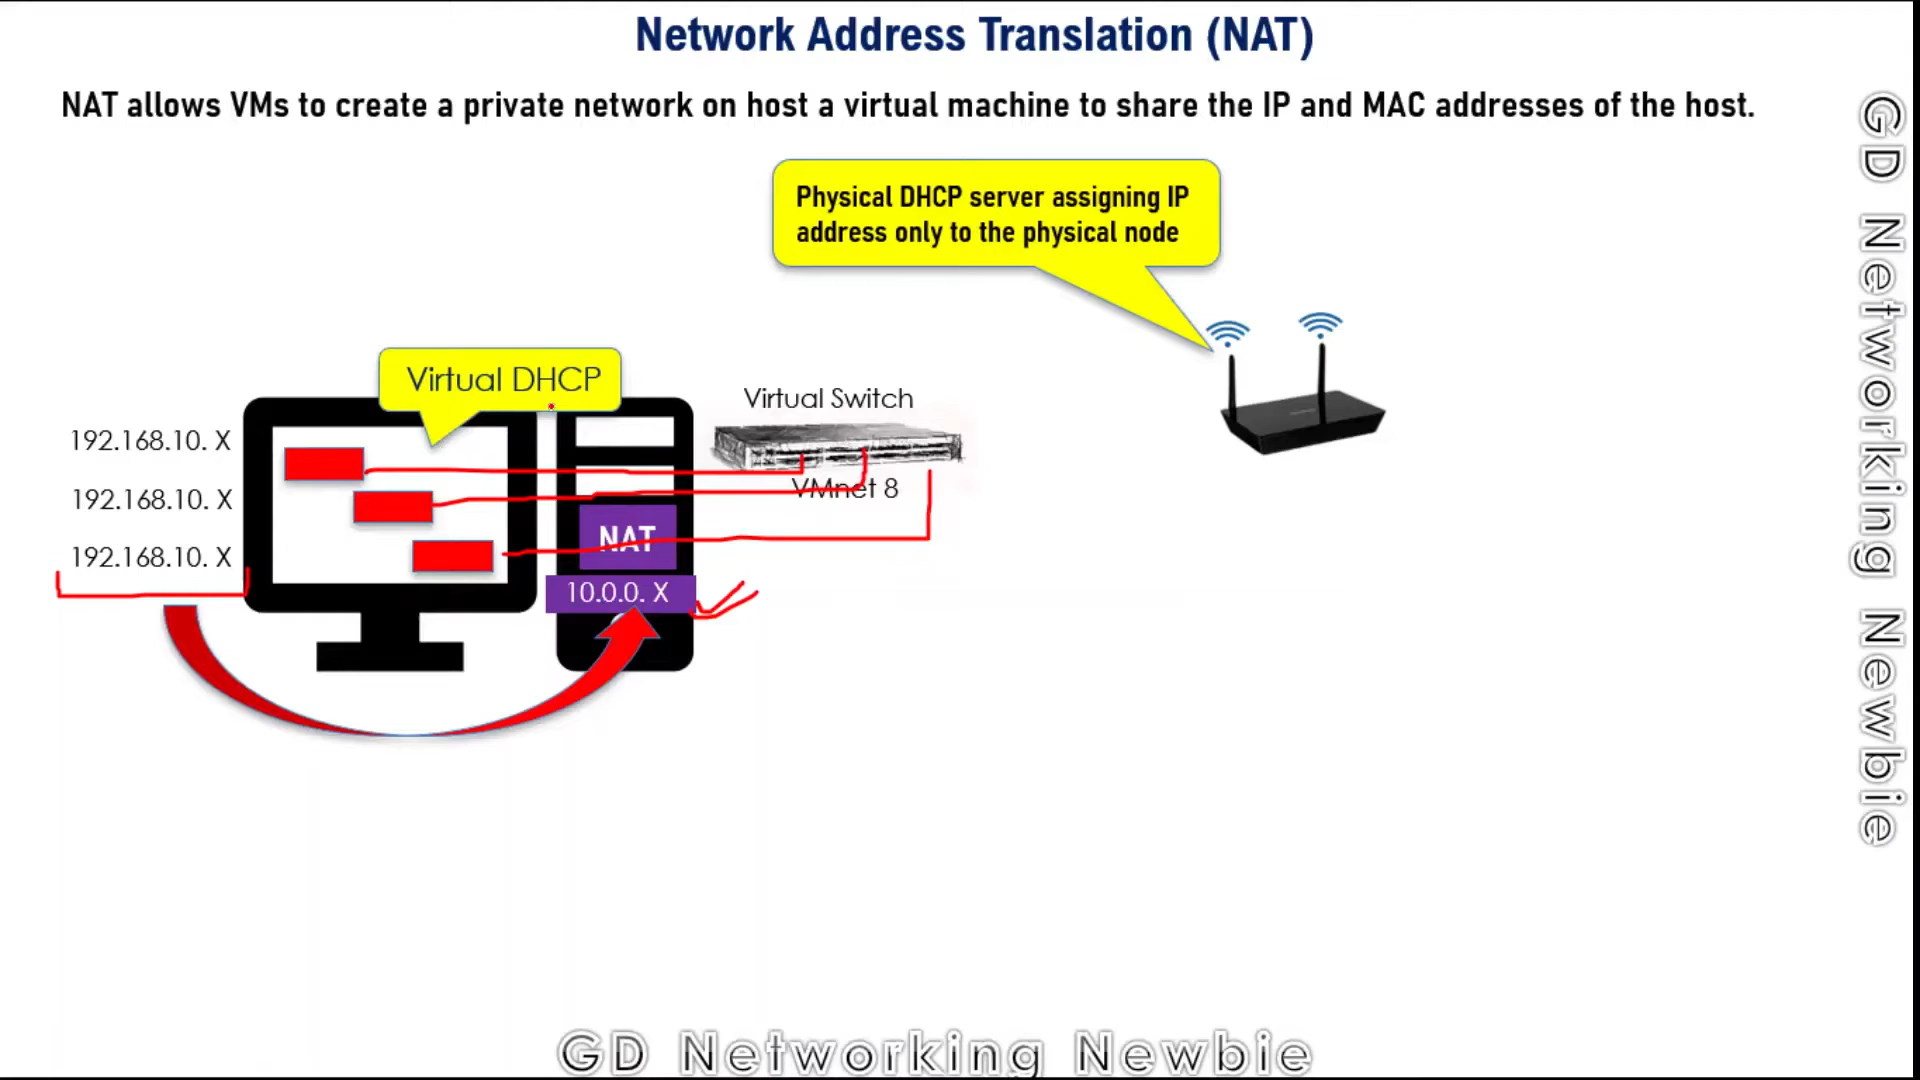 Network Address Translation (NAT)
NAT allows VMs to create a private network on host a virtual machine to share the IP and MAC addresses of the host.
Physical DHCP server assigning IP
address only to the physical node
Virtual DHCP
Virtual Switch
192.168.10. X
192.168.10. X
VMnet 8
192.168.10. X
NAT
10.0.0. X
GD Networking Newbie
GD Networking Newbie